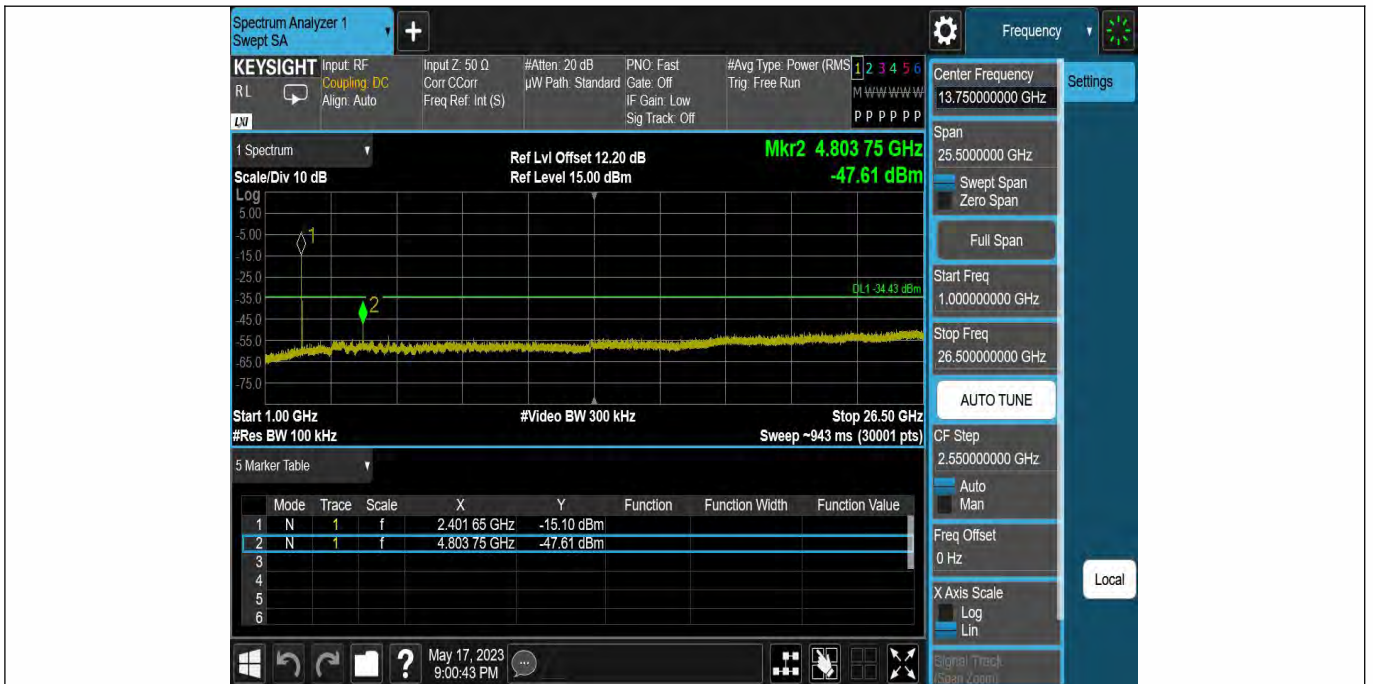 Spectrum Analyzer 1
Swept SA
+
Frequency
KEYSIGHT
RL
LXI
Input: RF
Coupling: DC
Align: Auto
Input Z: 50 Ω
Corr CCorr
Freq Ref: Int (S)
#Atten: 20 dB
µW Path: Standard
PNO: Fast
Gate: Off
IF Gain: Low
Sig Track: Off
#Avg Type: Power (RMS
Trig: Free Run
1 2 3 4 5 6
M W W W W W
P P P P P P
1 Spectrum
Scale/Div 10 dB
Ref Lvl Offset 12.20 dB
Ref Level 15.00 dBm
Mkr2 4.803 75 GHz
-47.61 dBm
Log
5.00
-5.00
-15.0
-25.0
-35.0
-45.0
-55.0
-65.0
-75.0
1
2
DL1 -34.43 dBm
Start 1.00 GHz
#Video BW 300 kHz
Stop 26.50 GHz
#Res BW 100 kHz
Sweep ~943 ms (30001 pts)
5 Marker Table
Mode Trace Scale X Y Function Function Width Function Value
1 N 1 f 2.401 65 GHz -15.10 dBm
2 N 1 f 4.803 75 GHz -47.61 dBm
3
4
5
6
?
May 17, 2023
9:00:43 PM
Center Frequency
13.750000000 GHz
Settings
Span
25.5000000 GHz
Swept Span
Zero Span
Full Span
Start Freq
1.000000000 GHz
Stop Freq
26.500000000 GHz
AUTO TUNE
CF Step
2.550000000 GHz
Auto
Man
Freq Offset
0 Hz
X Axis Scale
Log
Lin
Local
Signal Track
(Span Zoom)